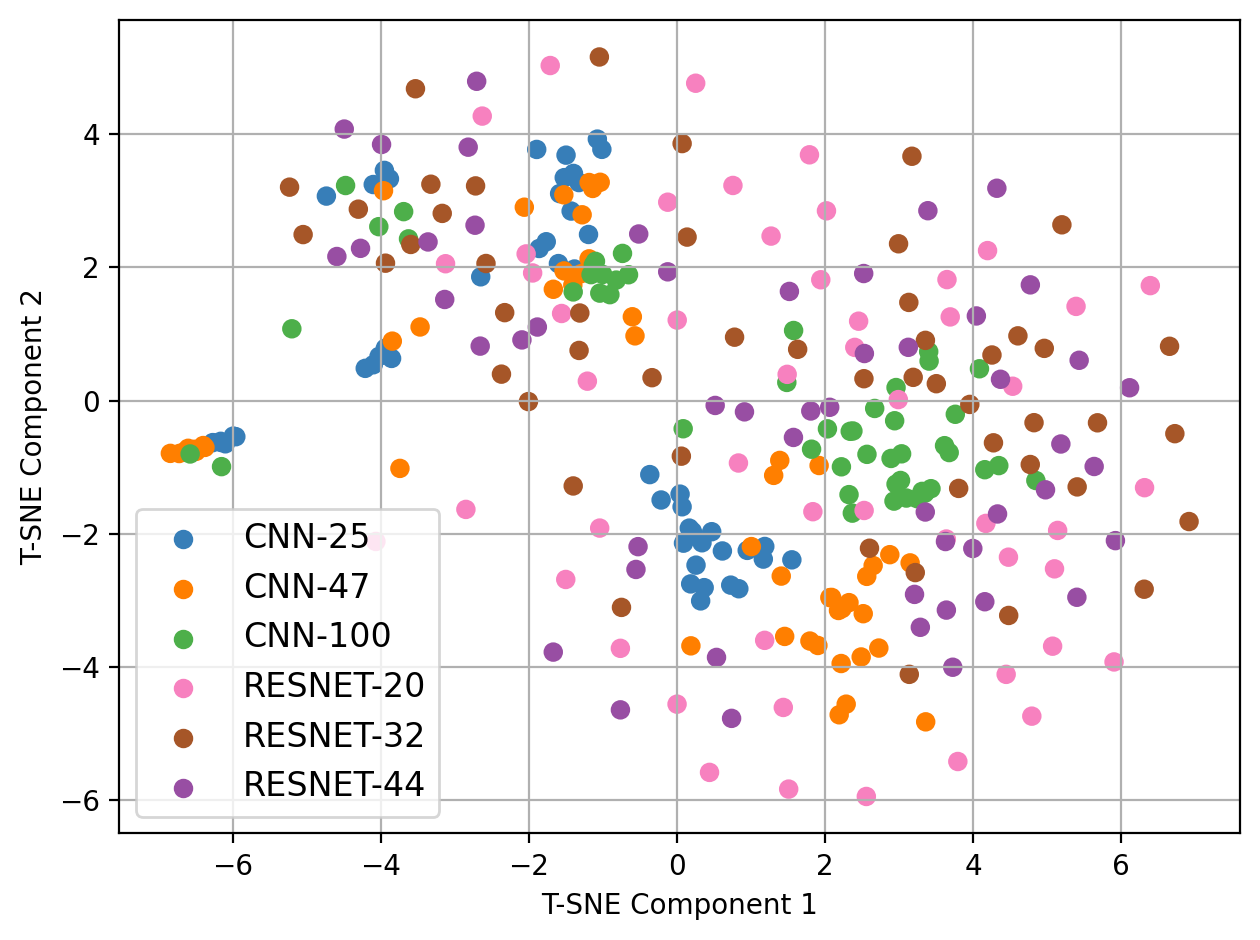 4
2
0
−2
−4
−6
T-SNE Component 2
CNN-25
CNN-47
CNN-100
RESNET-20
RESNET-32
RESNET-44
−6 −4 −2 0 2 4 6
T-SNE Component 1